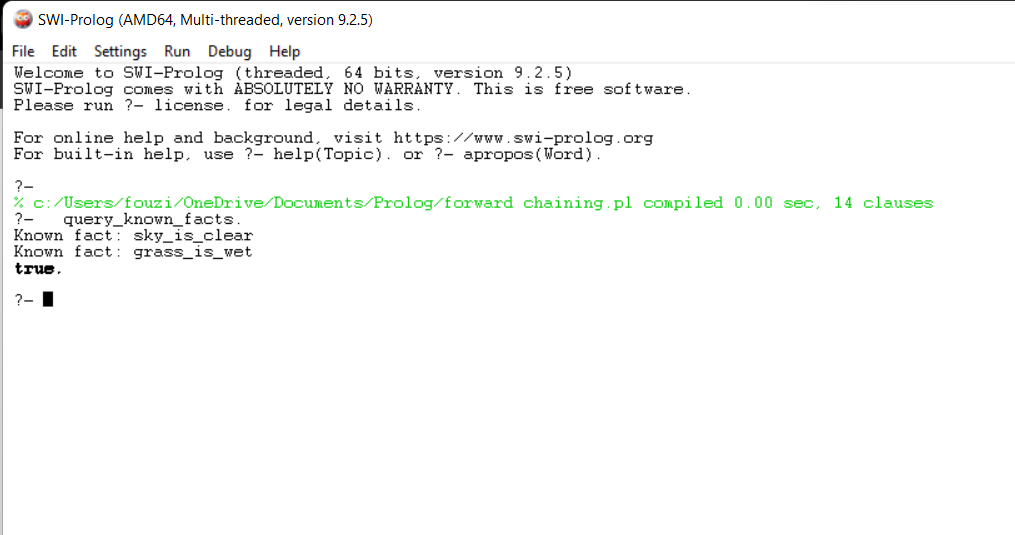 SWI-Prolog (AMD64, Multi-threaded, version 9.2.5)
File Edit Settings Run Debug Help
Welcome to SWI-Prolog (threaded, 64 bits, version 9.2.5)
SWI-Prolog comes with ABSOLUTELY NO WARRANTY. This is free software.
Please run ?- license. for legal details.
For online help and background, visit https://www.swi-prolog.org
For built-in help, use ?- help(Topic). or ?- apropos(Word).
?-
% c:/Users/fouzi/OneDrive/Documents/Prolog/forward chaining.pl compiled 0.00 sec, 14 clauses
?-   query_known_facts.
Known fact: sky_is_clear
Known fact: grass_is_wet
true.
?-